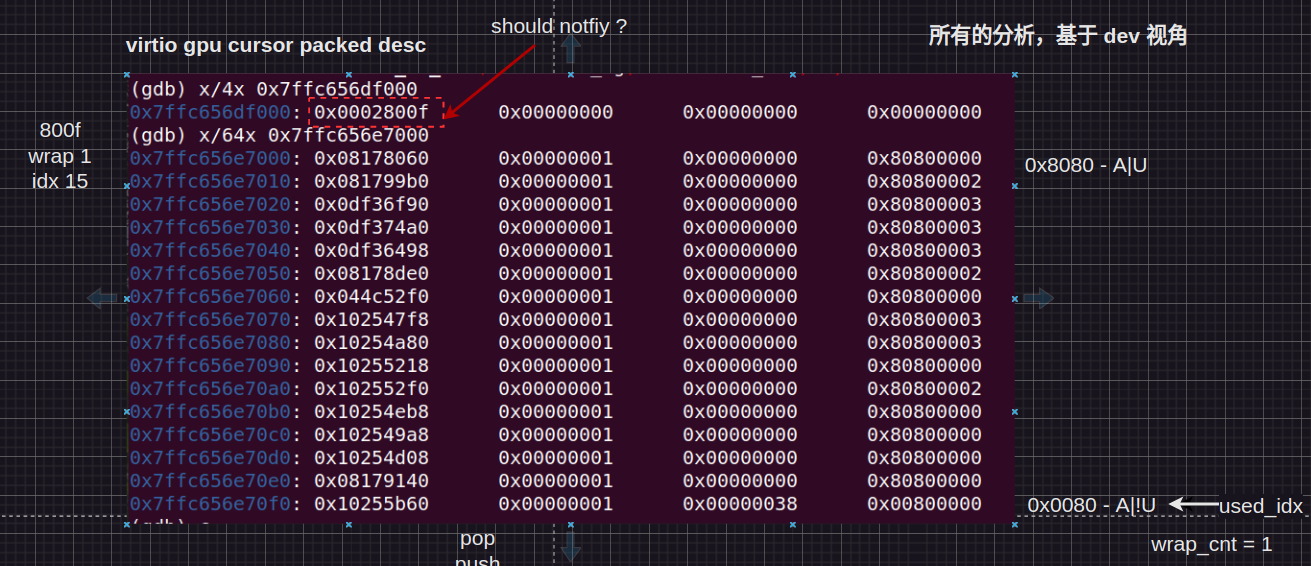 should notfiy ?
virtio gpu cursor packed desc
所有的分析，基于 dev 视角
(gdb) x/4x 0x7ffc656df000
0x7ffc656df000: 0x0002800f 0x00000000 0x00000000 0x00000000
(gdb) x/64x 0x7ffc656e7000
800f
wrap 1
idx 15
0x7ffc656e7000: 0x08178060 0x00000001 0x00000000 0x80800000
0x8080 - A|U
0x7ffc656e7010: 0x081799b0 0x00000001 0x00000000 0x80800002
0x7ffc656e7020: 0x0df36f90 0x00000001 0x00000000 0x80800003
0x7ffc656e7030: 0x0df374a0 0x00000001 0x00000000 0x80800003
0x7ffc656e7040: 0x0df36498 0x00000001 0x00000000 0x80800003
0x7ffc656e7050: 0x08178de0 0x00000001 0x00000000 0x80800002
0x7ffc656e7060: 0x044c52f0 0x00000001 0x00000000 0x80800000
0x7ffc656e7070: 0x102547f8 0x00000001 0x00000000 0x80800003
0x7ffc656e7080: 0x10254a80 0x00000001 0x00000000 0x80800003
0x7ffc656e7090: 0x10255218 0x00000001 0x00000000 0x80800000
0x7ffc656e70a0: 0x102552f0 0x00000001 0x00000000 0x80800002
0x7ffc656e70b0: 0x10254eb8 0x00000001 0x00000000 0x80800000
0x7ffc656e70c0: 0x102549a8 0x00000001 0x00000000 0x80800000
0x7ffc656e70d0: 0x10254d08 0x00000001 0x00000000 0x80800000
0x7ffc656e70e0: 0x08179140 0x00000001 0x00000000 0x80800000
0x7ffc656e70f0: 0x10255b60 0x00000001 0x00000038 0x00800000
0x0080 - A|!U
used_idx
wrap_cnt = 1
pop
push